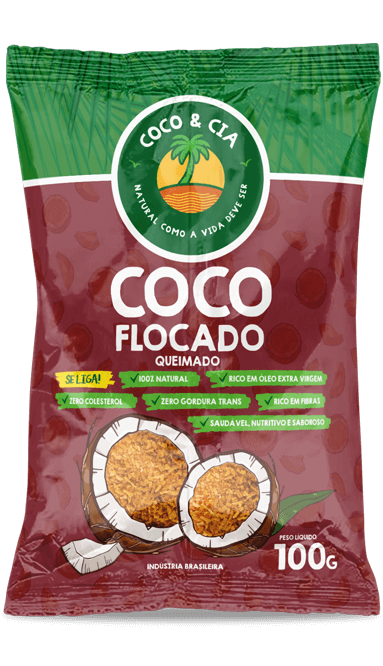 COCO & CIA
NATURAL COMO A VIDA DEVE SER
COCO
FLOCADO
QUEIMADO
SE LIGA!
100% NATURAL
RICO EM ÓLEO EXTRA VIRGEM
ZERO COLESTEROL
ZERO GORDURA TRANS
RICO EM FIBRAS
SAUDÁVEL, NUTRITIVO E SABOROSO
PESO LÍQUIDO
100G
INDÚSTRIA BRASILEIRA